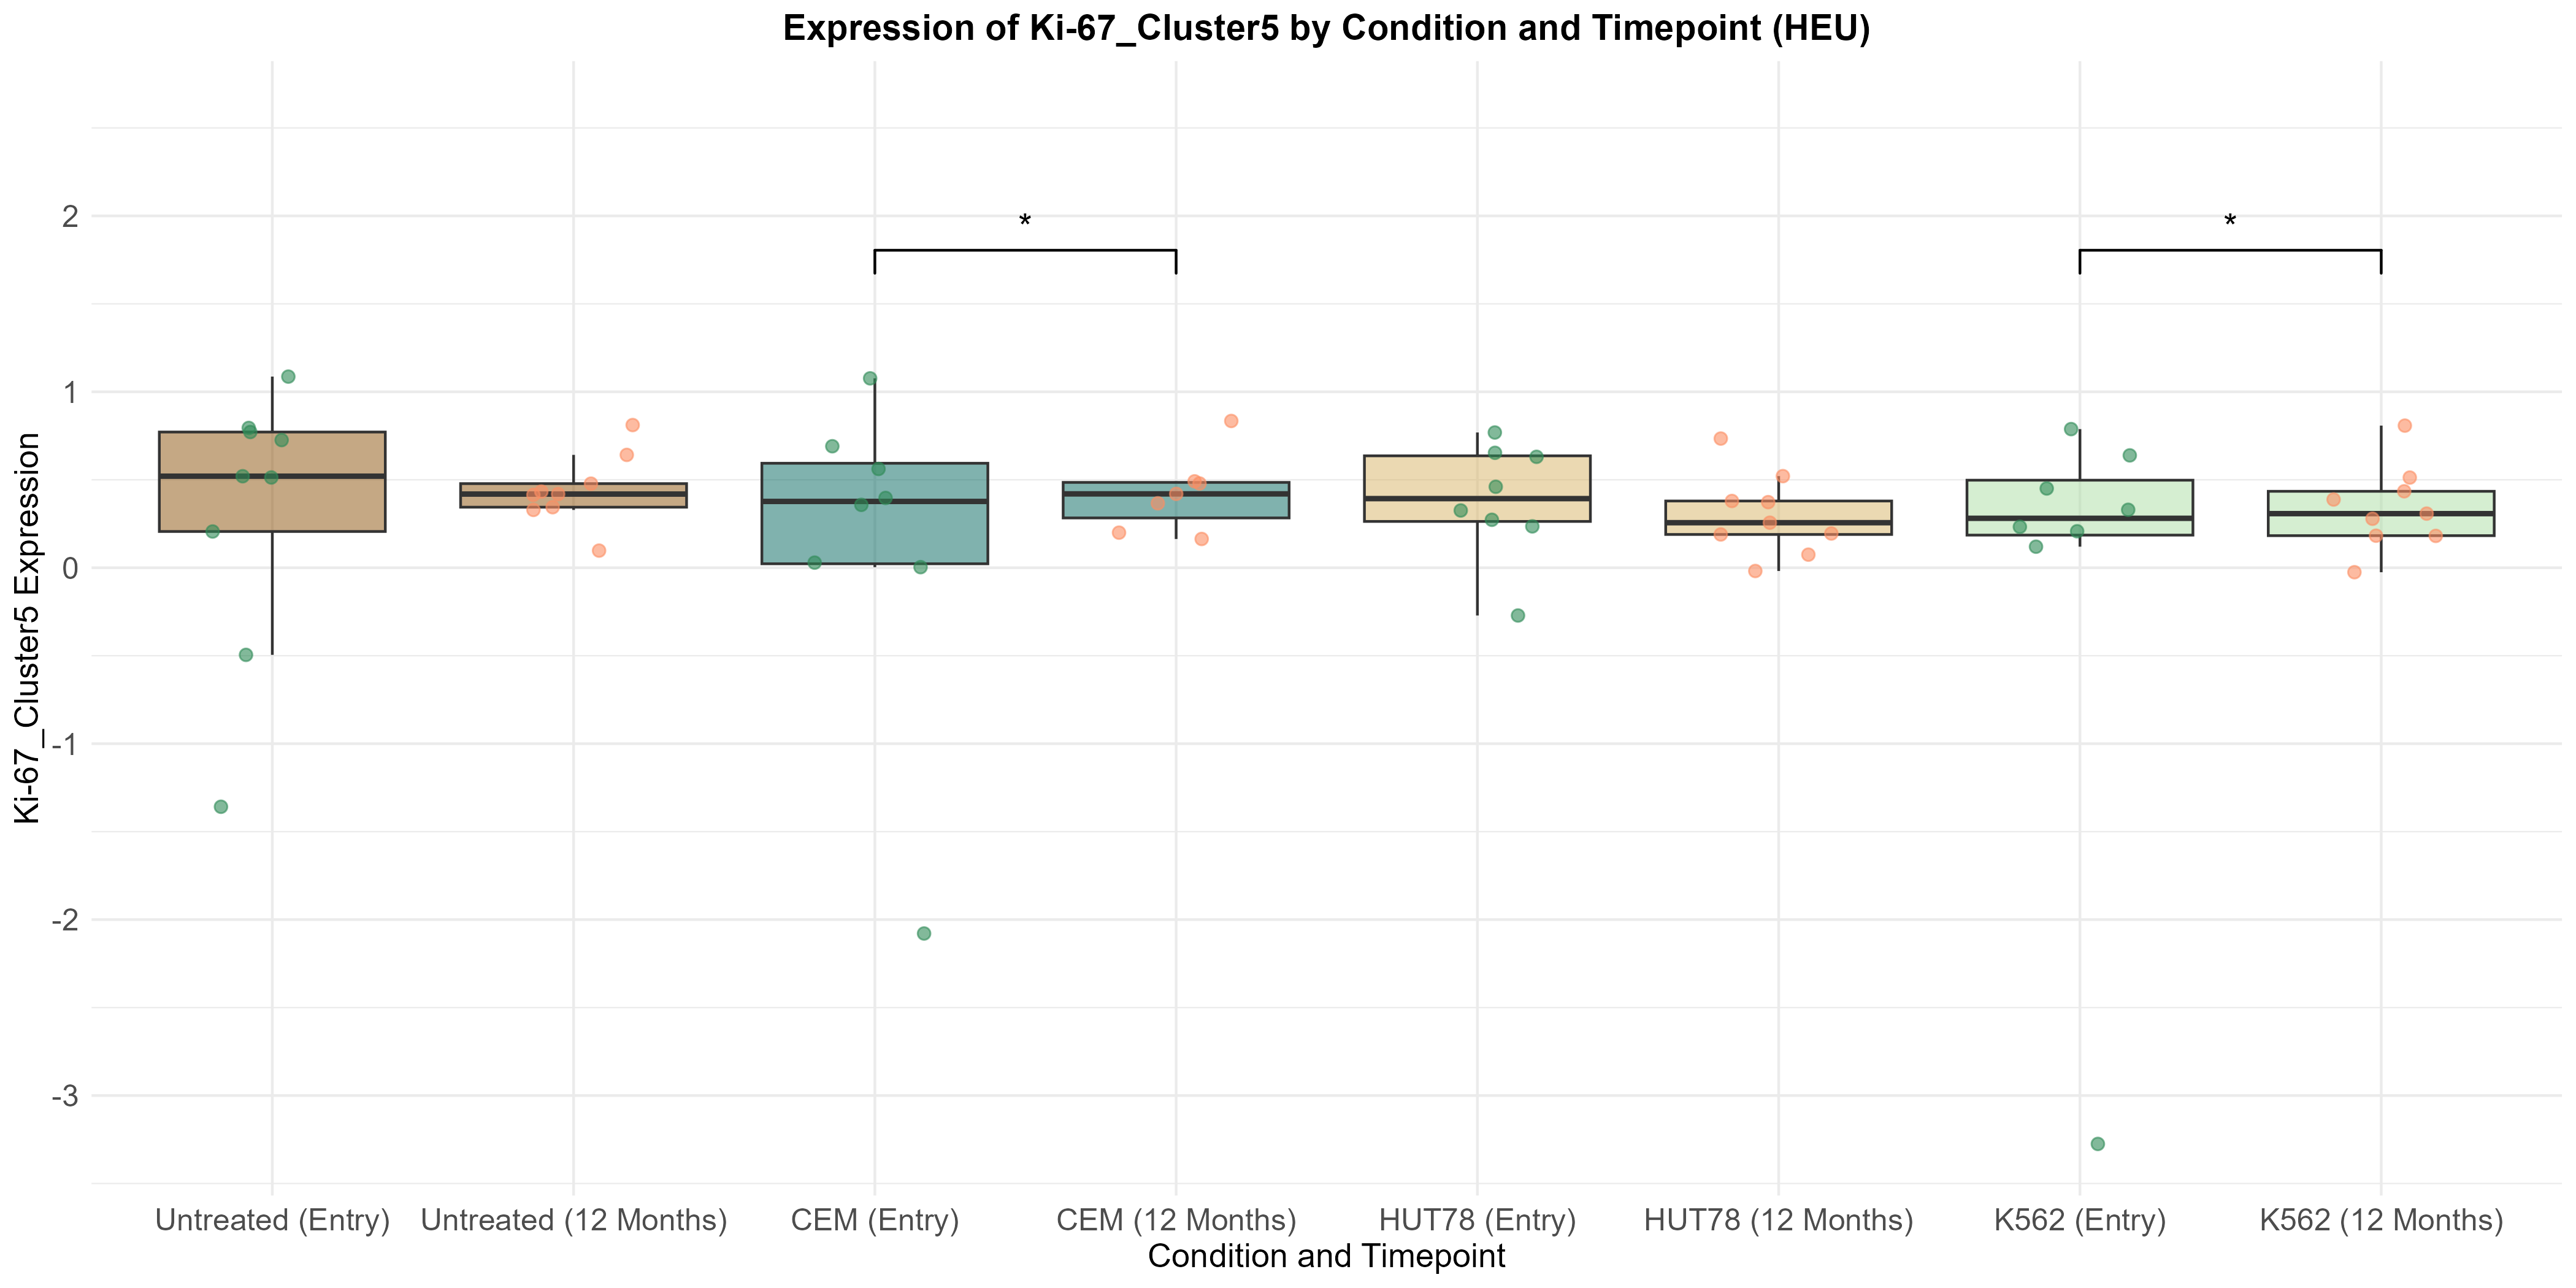 Expression of Ki-67_Cluster5 by Condition and Timepoint (HEU)
Ki-67_Cluster5 Expression
2
1
0
-1
-2
-3
*
*
Untreated (Entry)
Untreated (12 Months)
CEM (Entry)
CEM (12 Months)
HUT78 (Entry)
HUT78 (12 Months)
K562 (Entry)
K562 (12 Months)
Condition and Timepoint